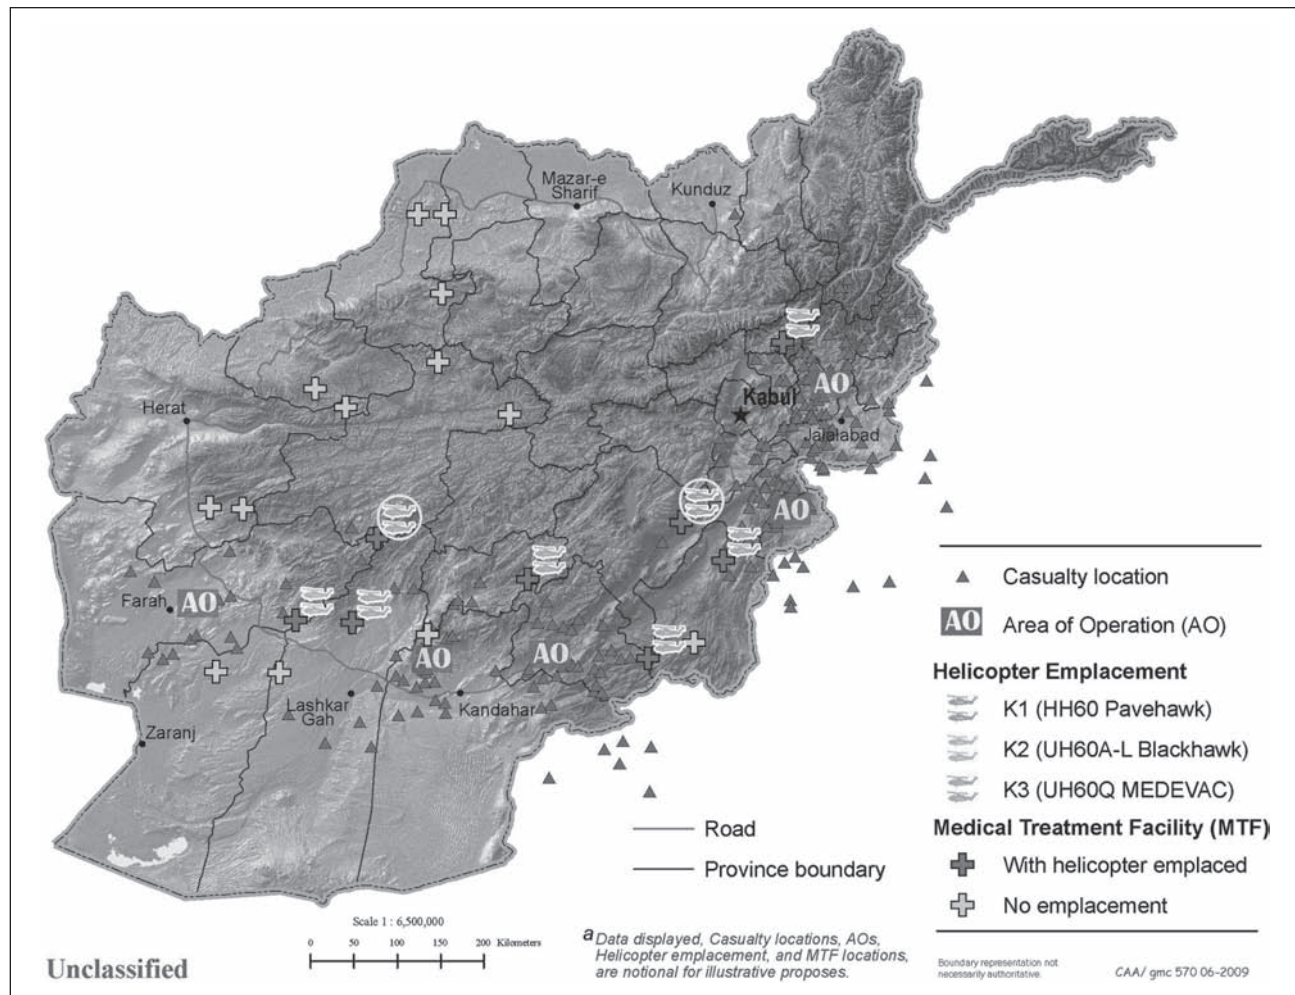 Mazar-e
Sharif
Kunduz
AO
Kabul
Herat
Jalalabad
AO
Farah
AO
AO
AO
Lashkar
Gah
Kandahar
Zaranj
Casualty location
AO
Area of Operation (AO)
Helicopter Emplacement
K1 (HH60 Pavehawk)
K2 (UH60A-L Blackhawk)
K3 (UH60Q MEDEVAC)
Medical Treatment Facility (MTF)
With helicopter emplaced
No emplacement
Road
Province boundary
Scale 1 : 6,500,000
0 50 100 150 200 Kilometers
a Data displayed, Casualty locations, AOs,
Helicopter emplacement, and MTF locations,
are notional for illustrative proposes.
Unclassified
Boundary representation not
necessarily authoritative.
CAA/ gmc 570 06-2009